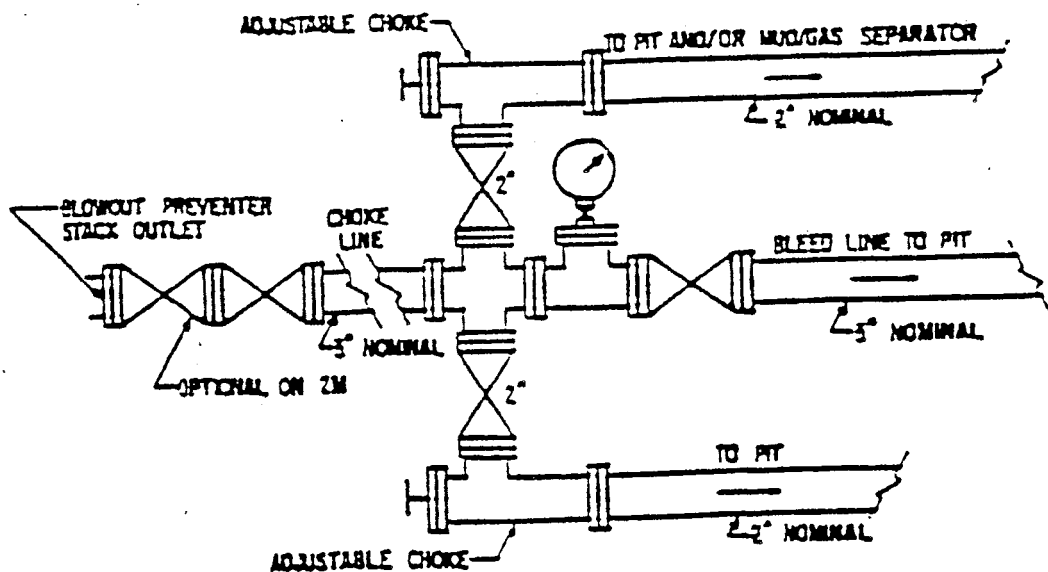 ADJUSTABLE CHOKE
TO PIT AND/OR MUD/GAS SEPARATOR
2" NOMINAL
2"
BLOWOUT PREVENTER
STACK OUTLET
CHOKE
LINE
BLEED LINE TO PIT
3" NOMINAL
3" NOMINAL
OPTIONAL ON 2M
2"
TO PIT
2" NOMINAL
ADJUSTABLE CHOKE